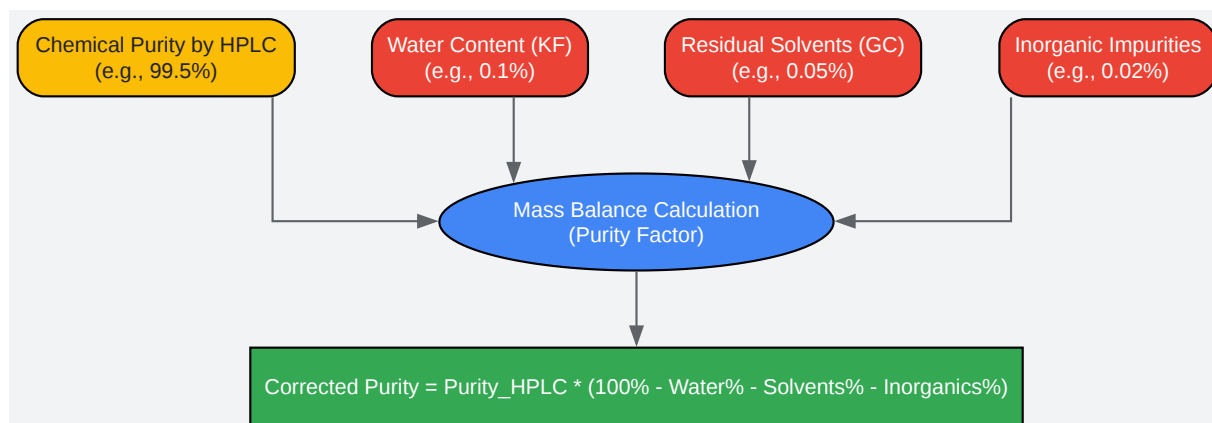 Chemical Purity by HPLC
(e.g., 99.5%)
Water Content (KF)
(e.g., 0.1%)
Residual Solvents (GC)
(e.g., 0.05%)
Inorganic Impurities
(e.g., 0.02%)
Mass Balance Calculation
(Purity Factor)
Corrected Purity = Purity_HPLC * (100% - Water% - Solvents% - Inorganics%)